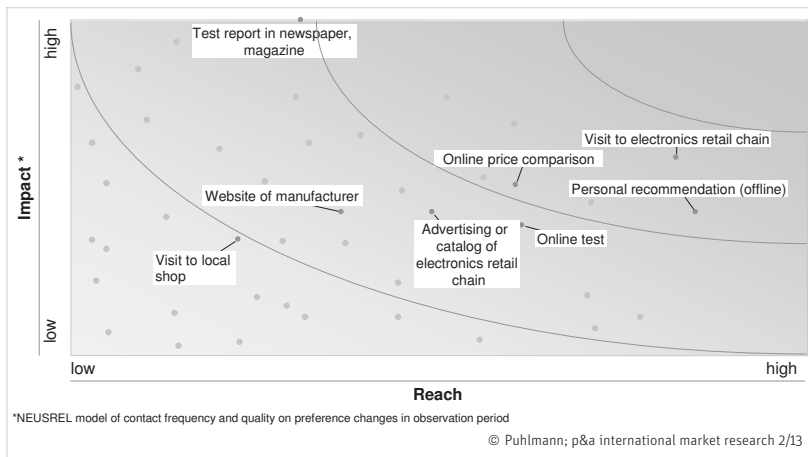 high
Test report in newspaper,
magazine
Visit to electronics retail chain
Online price comparison
Personal recommendation (offline)
Website of manufacturer
Advertising or
catalog of
electronics retail
chain
Online test
Visit to local
shop
Impact *
low
low
high
Reach
*NEUSREL model of contact frequency and quality on preference changes in observation period
© Puhlmann; p&a international market research 2/13